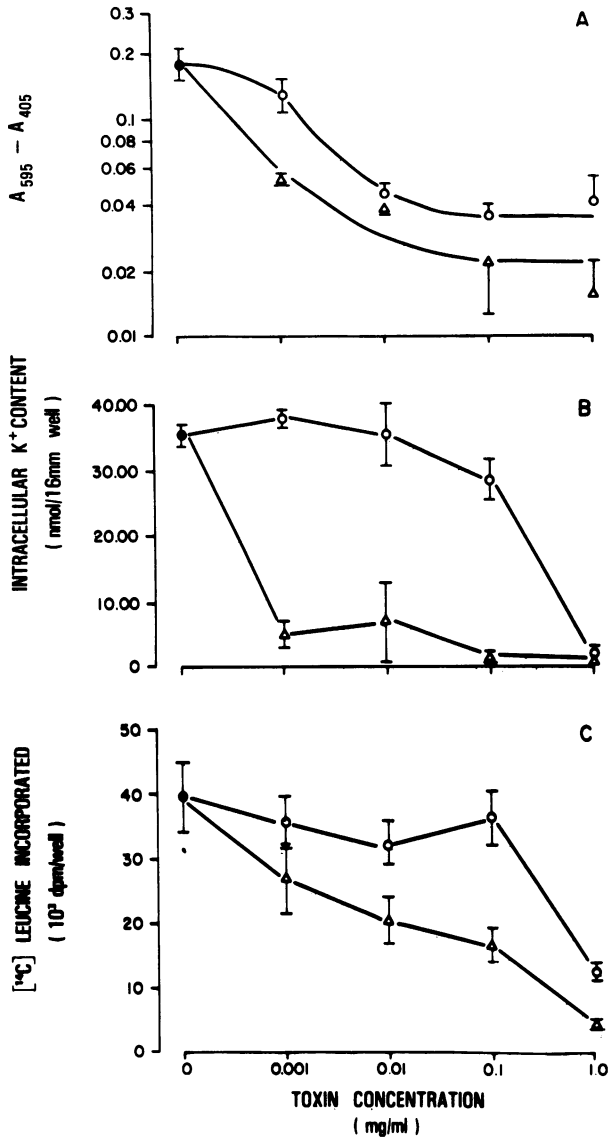 A
0.3
0.2
0.1
0.08
0.06
0.04
0.02
0.01
A595 − A405
B
40.00
30.00
20.00
10.00
0
INTRACELLULAR K+ CONTENT
( nmol/16mm well )
C
50
40
30
20
10
0
[14C] LEUCINE INCORPORATED
( 10³ dpm/well )
0 0.001 0.01 0.1 1.0
TOXIN CONCENTRATION
( mg/ml )